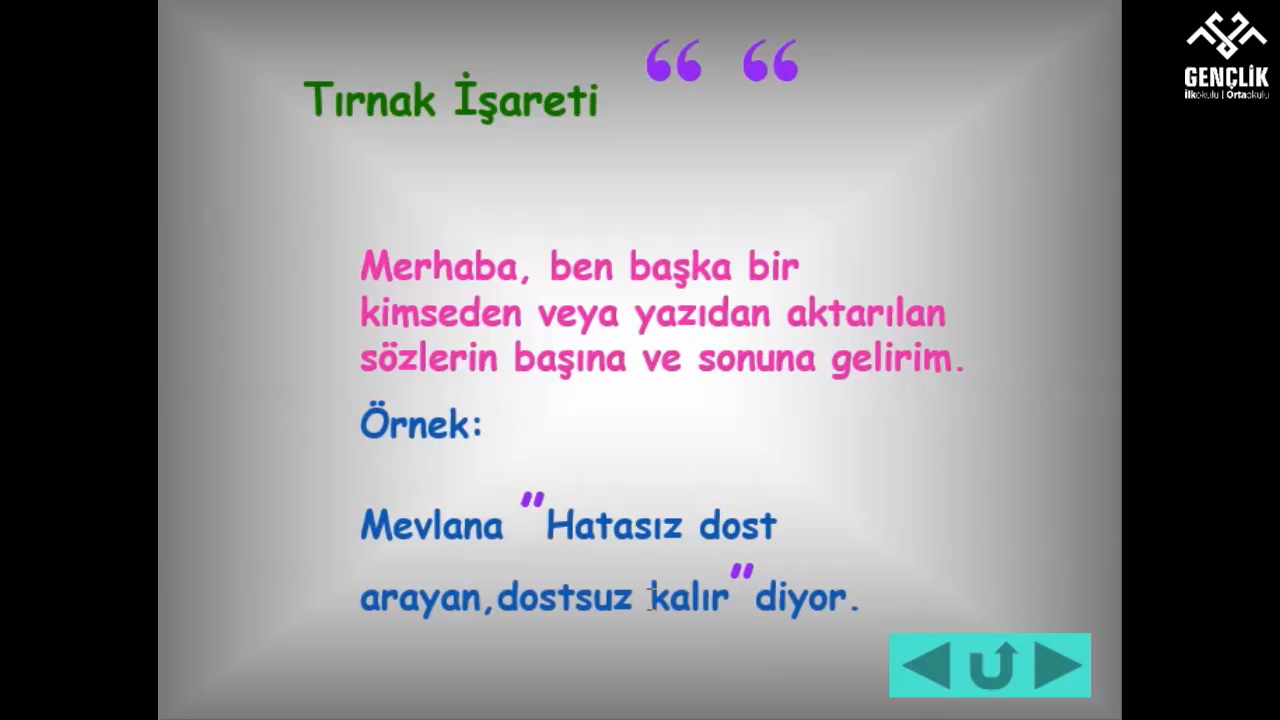 Tırnak İşareti “ “
GENÇLİK
İlkokulu | Ortaokulu
Merhaba, ben başka bir
kimseden veya yazıdan aktarılan
sözlerin başına ve sonuna gelirim.
Örnek:
Mevlana "Hatasız dost
arayan,dostsuz kalır"diyor.